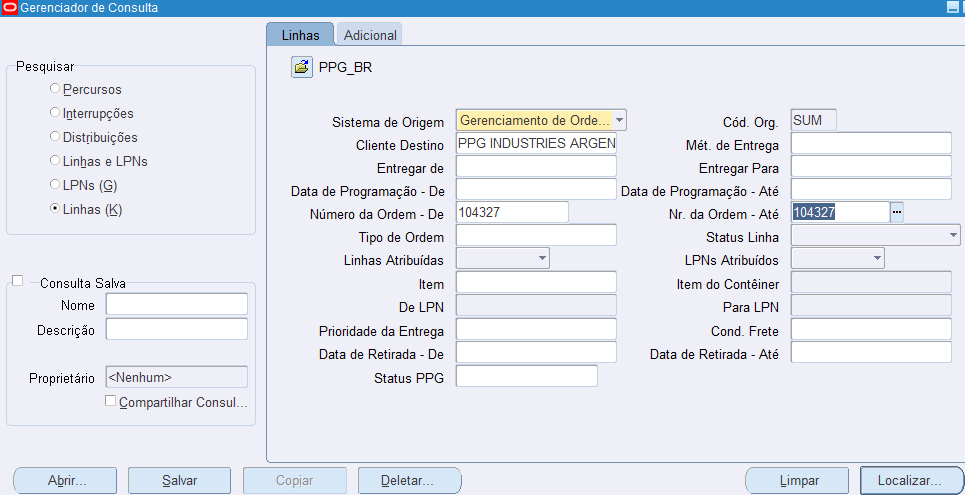 Gerenciador de Consulta
Linhas Adicional
Pesquisar
Percursos
Interrupções
Distribuições
Linhas e LPNs
LPNs (G)
Linhas (K)
PPG_BR
Sistema de Origem Gerenciamento de Orde... Cód. Org. SUM
Cliente Destino PPG INDUSTRIES ARGEN Mét. de Entrega
Entregar de Entregar Para
Data de Programação - De Data de Programação - Até
Número da Ordem - De 104327 Nr. da Ordem - Até 104327 ...
Tipo de Ordem Status Linha
Linhas Atribuídas LPNs Atribuídos
Item Item do Contêiner
De LPN Para LPN
Prioridade da Entrega Cond. Frete
Data de Retirada - De Data de Retirada - Até
Status PPG
Consulta Salva
Nome
Descrição
Proprietário <Nenhum>
Compartilhar Consul...
Abrir... Salvar Copiar Deletar... Limpar Localizar...